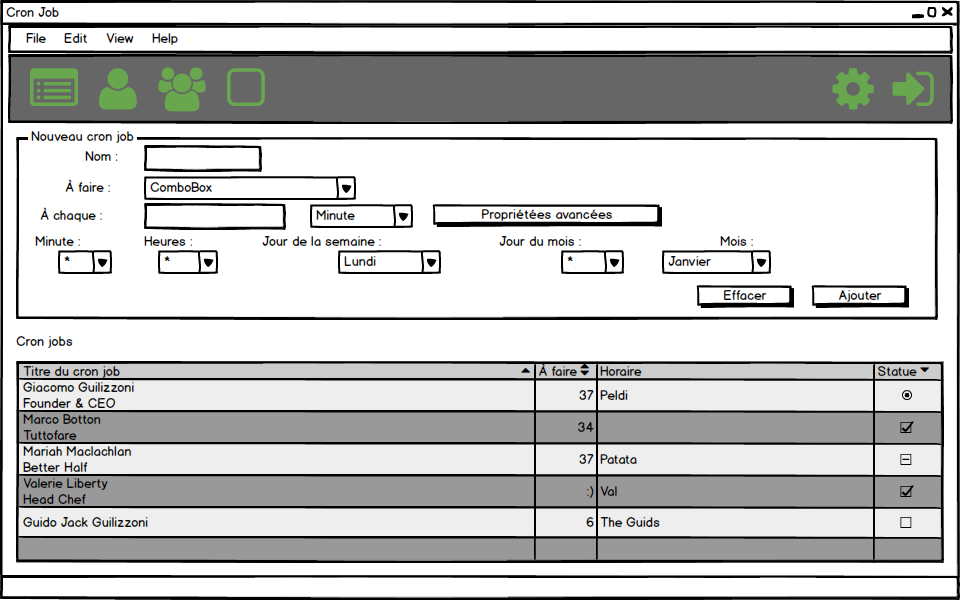 Cron Job
File Edit View Help
Nouveau cron job
Nom :
À faire : ComboBox
À chaque : Minute Propriétées avancées
Minute : Heures : Jour de la semaine : Jour du mois : Mois :
* * Lundi * Janvier
Effacer Ajouter
Cron jobs
Titre du cron job À faire Horaire Statue
Giacomo Guilizzoni
Founder & CEO 37 Peldi
Marco Botton
Tuttofare 34
Mariah Maclachlan
Better Half 37 Patata
Valerie Liberty
Head Chef :) Val
Guido Jack Guilizzoni 6 The Guids